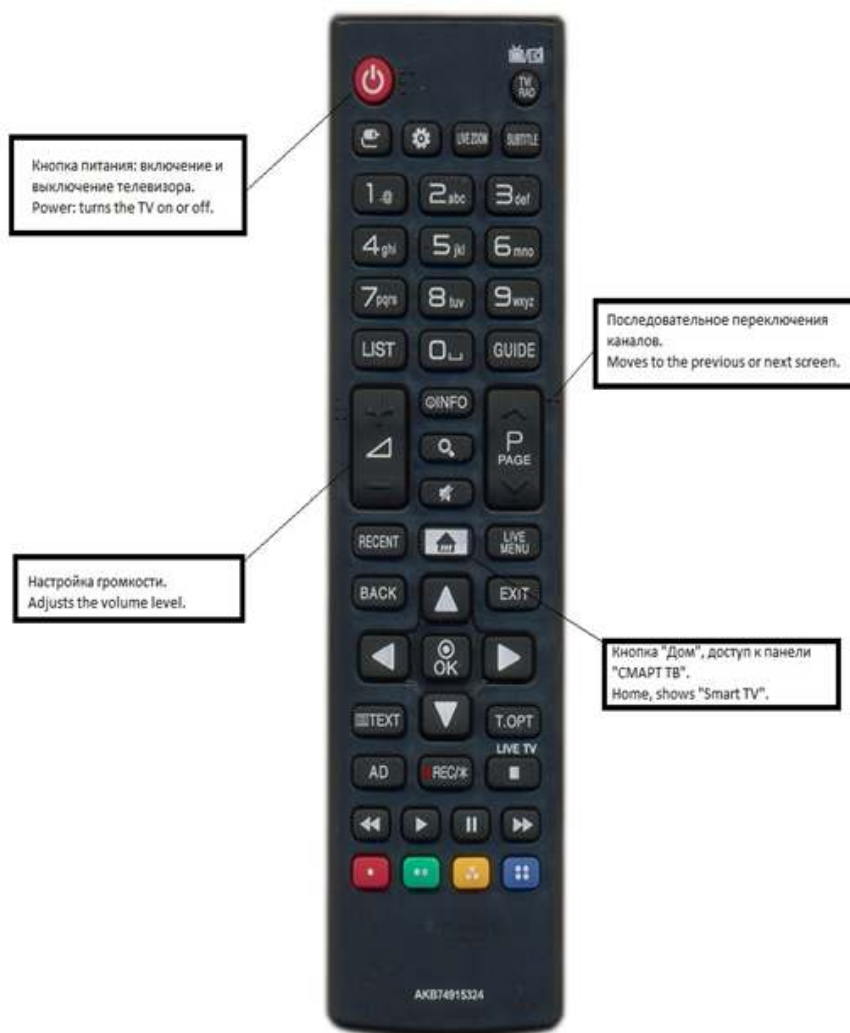 TV/
RAD
LIVE ZOOM
SUBTITLE
Кнопка питания: включение и
выключение телевизора.
Power: turns the TV on or off.
1.@ 2abc 3def
4ghi 5jkl 6mno
7pqrs 8tuv 9wxyz
LIST 0 GUIDE
Последовательное переключения
каналов.
Moves to the previous or next screen.
INFO
P
PAGE
RECENT
LIVE
MENU
Настройка громкости.
Adjusts the volume level.
BACK
EXIT
OK
Кнопка "Дом", доступ к панели
"СМАРТ ТВ".
Home, shows "Smart TV".
TEXT
T.OPT
LIVE TV
AD
REC/*
AKB74915324